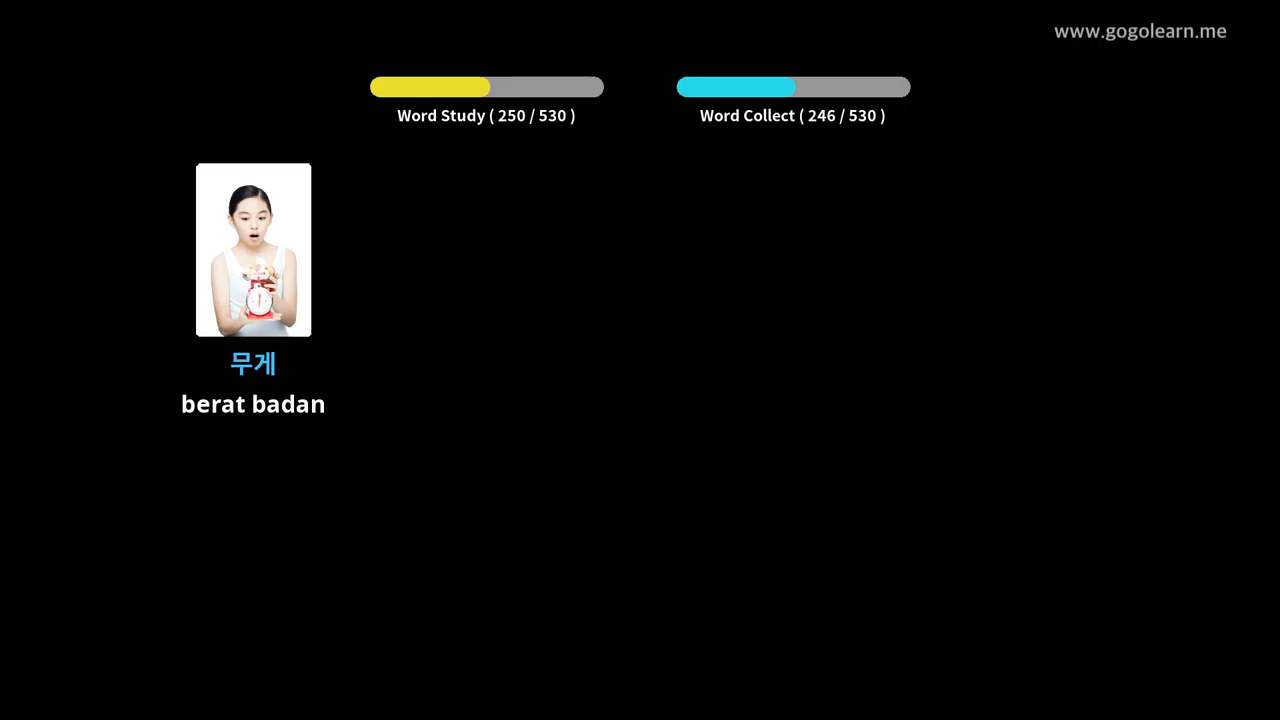 www.gogolearn.me
Word Study ( 250 / 530 )
Word Collect ( 246 / 530 )
무게
berat badan